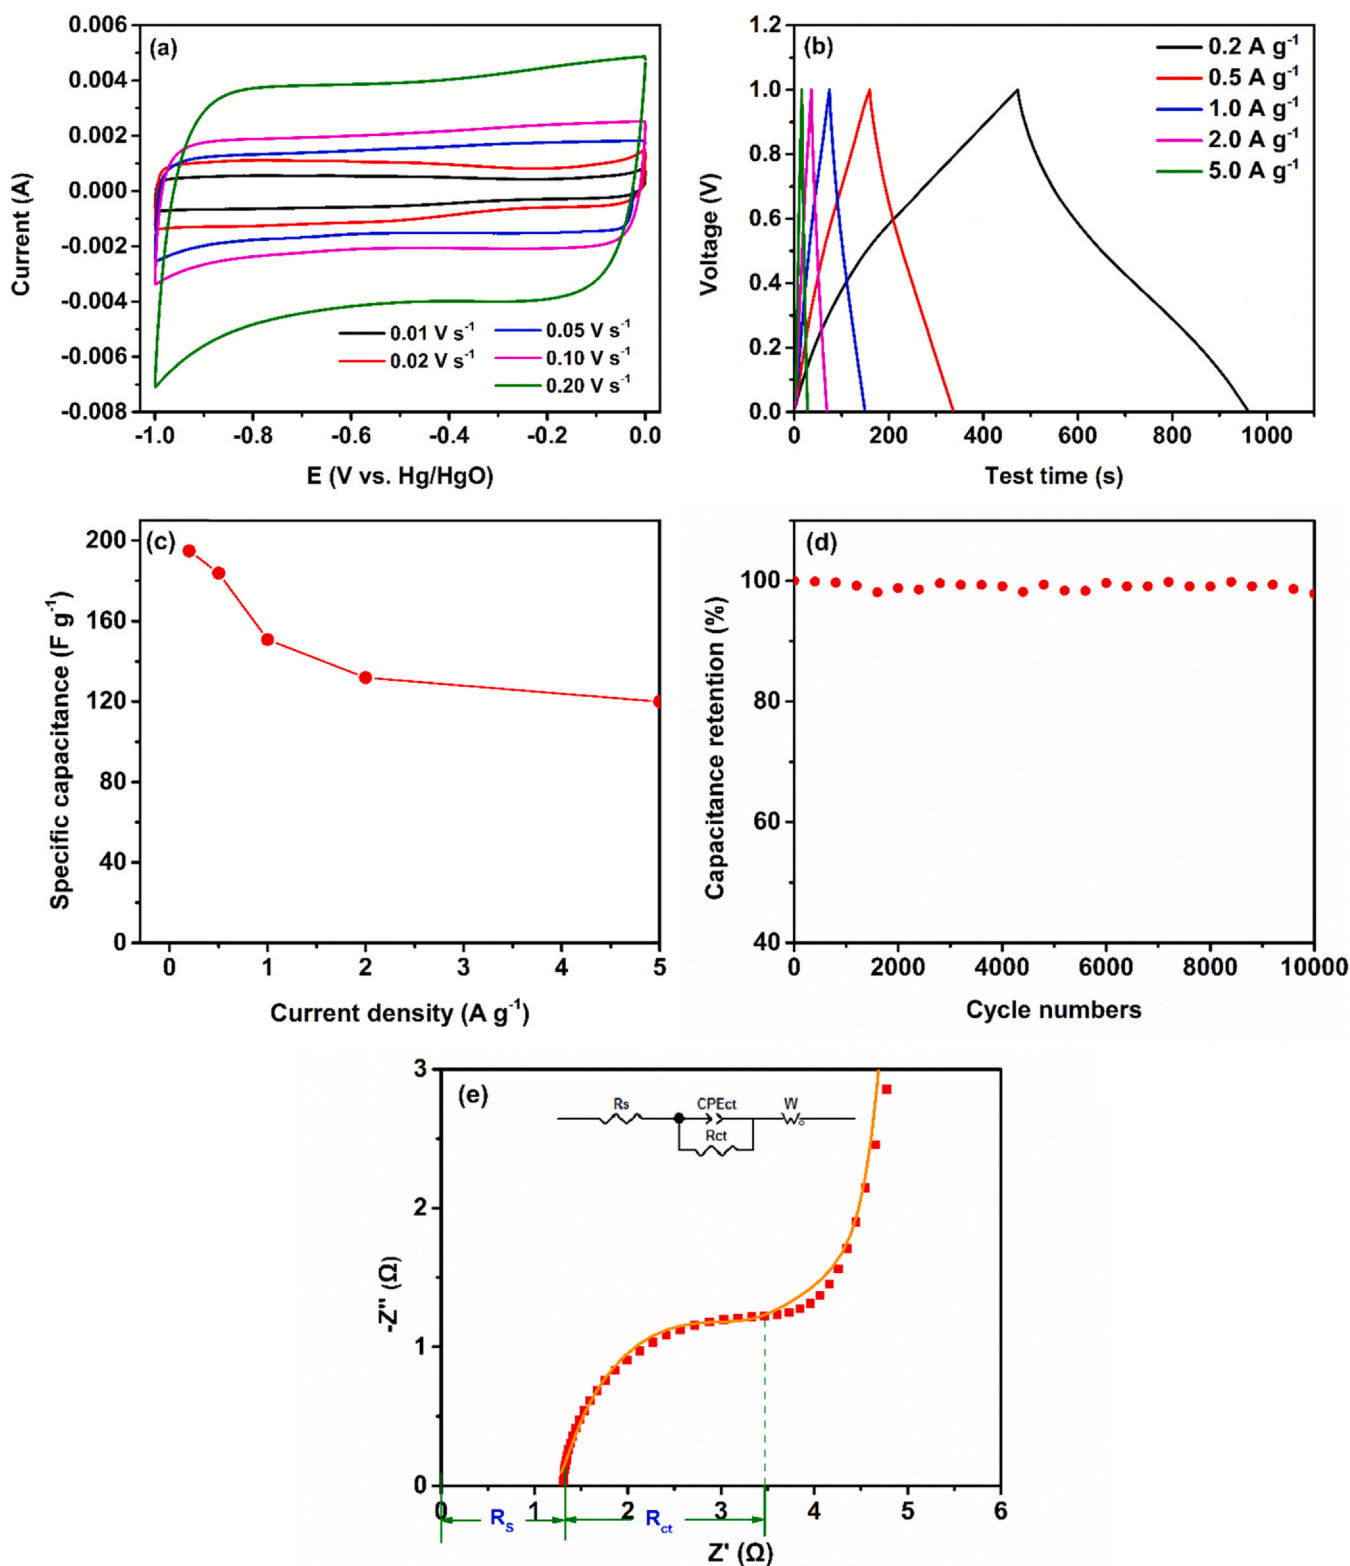 (a)
0.006
0.004
0.002
0.000
-0.002
-0.004
-0.006
-0.008
Current (A)
0.01 V s⁻¹
0.02 V s⁻¹
0.05 V s⁻¹
0.10 V s⁻¹
0.20 V s⁻¹
-1.0 -0.8 -0.6 -0.4 -0.2 0.0
E (V vs. Hg/HgO)
(b)
1.2
1.0
0.8
0.6
0.4
0.2
0.0
Voltage (V)
0.2 A g⁻¹
0.5 A g⁻¹
1.0 A g⁻¹
2.0 A g⁻¹
5.0 A g⁻¹
0 200 400 600 800 1000
Test time (s)
(c)
200
160
120
80
40
0
Specific capacitance (F g⁻¹)
0 1 2 3 4 5
Current density (A g⁻¹)
(d)
100
80
60
40
Capacitance retention (%)
0 2000 4000 6000 8000 10000
Cycle numbers
(e)
3
2
1
0
-Z'' (Ω)
Rs CPEct W
Rct
0 1 2 3 4 5 6
Rs Rct
Z' (Ω)